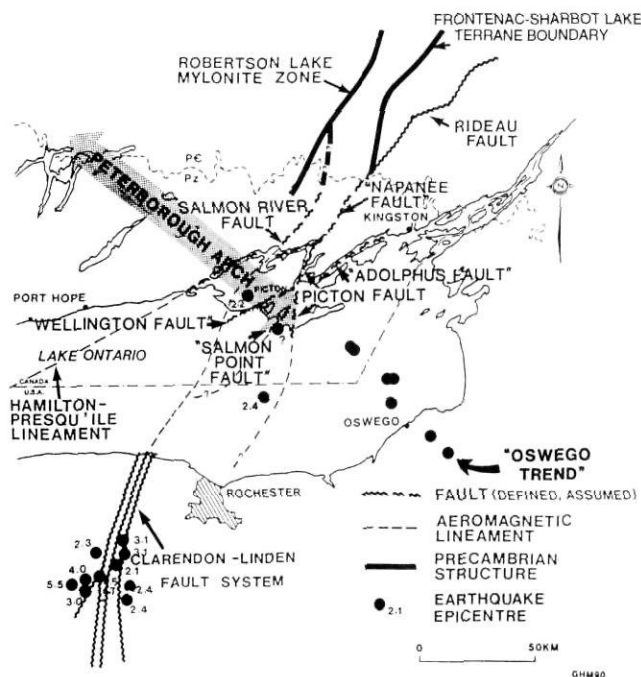 FRONTENAC-SHARBOT LAKE
TERRANE BOUNDARY
ROBERTSON LAKE
MYLONITE ZONE
RIDEAU
FAULT
P€
Pz
PETERBOROUGH ARCH
SALMON RIVER
FAULT
"NAPANEE
FAULT"
KINGSTON
N
"ADOLPHUS FAULT"
PICTON
2.2
PICTON FAULT
PORT HOPE
"WELLINGTON FAULT"
LAKE ONTARIO
"SALMON
POINT
FAULT"
?
?
CANADA
U.S.A.
HAMILTON-
PRESQU'ILE
LINEAMENT
2.4
OSWEGO
"OSWEGO
TREND"
ROCHESTER
FAULT (DEFINED, ASSUMED)
AEROMAGNETIC
LINEAMENT
PRECAMBRIAN
STRUCTURE
2.1
EARTHQUAKE
EPICENTRE
CLARENDON-LINDEN
FAULT SYSTEM
2.3
3.1
3.1
2.1
4.0
5.5
3.0
2.4
2.4
0
50KM
GHM90